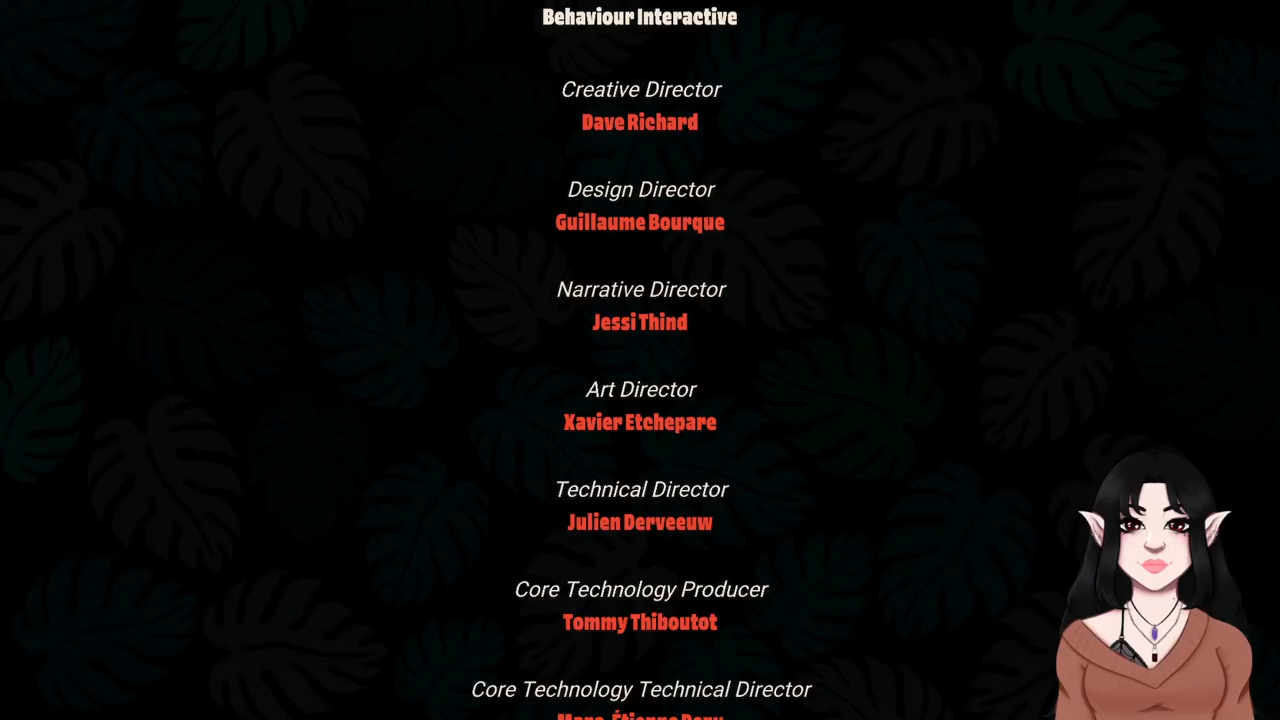 Behaviour Interactive
Creative Director
Dave Richard
Design Director
Guillaume Bourque
Narrative Director
Jessi Thind
Art Director
Xavier Etchepare
Technical Director
Julien Derveeuw
Core Technology Producer
Tommy Thiboutot
Core Technology Technical Director